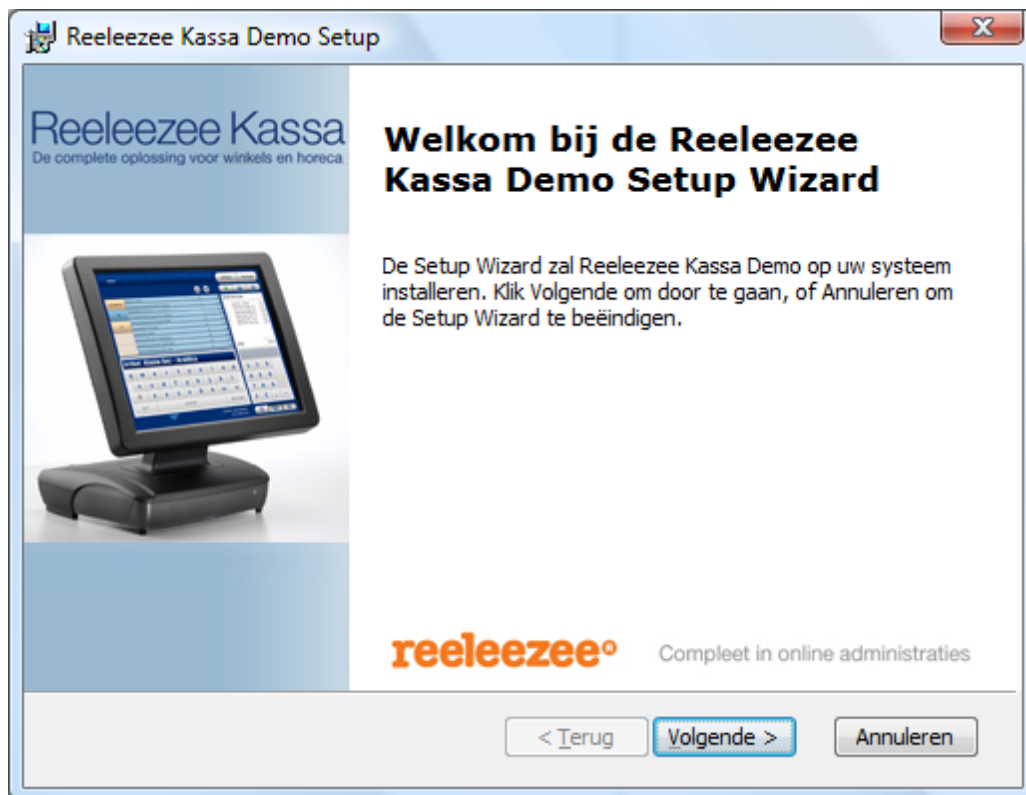 Reeleezee Kassa Demo Setup
Reeleezee Kassa
De complete oplossing voor winkels en horeca
Welkom bij de Reeleezee
Kassa Demo Setup Wizard
De Setup Wizard zal Reeleezee Kassa Demo op uw systeem
installeren. Klik Volgende om door te gaan, of Annuleren om
de Setup Wizard te beëindigen.
reeleezee®
Compleet in online administraties
< Terug
Volgende >
Annuleren